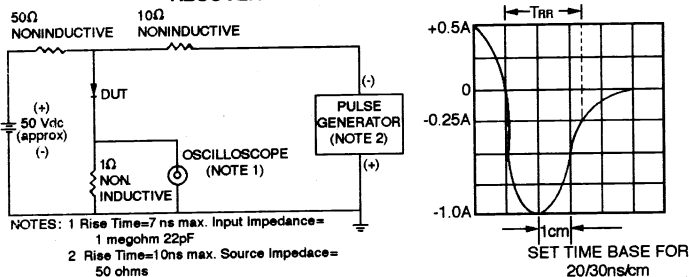 50Ω
NONINDUCTIVE
10Ω
NONINDUCTIVE
DUT
(+)
50 Vdc
(approx)
(-)
1Ω
NON.
INDUCTIVE
OSCILLOSCOPE
(NOTE 1)
(-)
PULSE
GENERATOR
(NOTE 2)
(+)
NOTES: 1 Rise Time=7 ns max. Input Impedance=
1 megohm 22pF
2 Rise Time=10ns max. Source Impedace=
50 ohms
TRR
+0.5A
0
-0.25A
-1.0A
1cm
SET TIME BASE FOR
20/30ns/cm